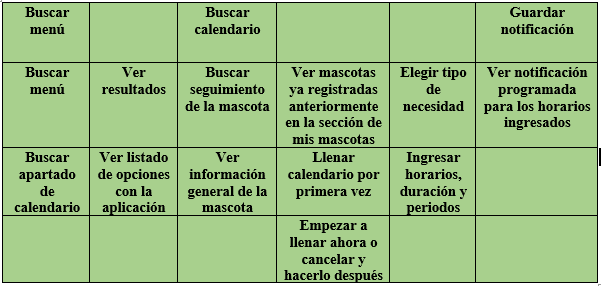 Buscar
menú
Buscar
calendario
Guardar
notificación
Buscar
menú
Ver
resultados
Buscar
seguimiento
de la mascota
Ver mascotas
ya registradas
anteriormente
en la sección de
mis mascotas
Elegir tipo
de
necesidad
Ver notificación
programada
para los horarios
ingresados
Buscar
apartado
de
calendario
Ver listado
de opciones
con la
aplicación
Ver
información
general de la
mascota
Llenar
calendario por
primera vez
Ingresar
horarios,
duración y
periodos
Empezar a
llenar ahora o
cancelar y
hacerlo después